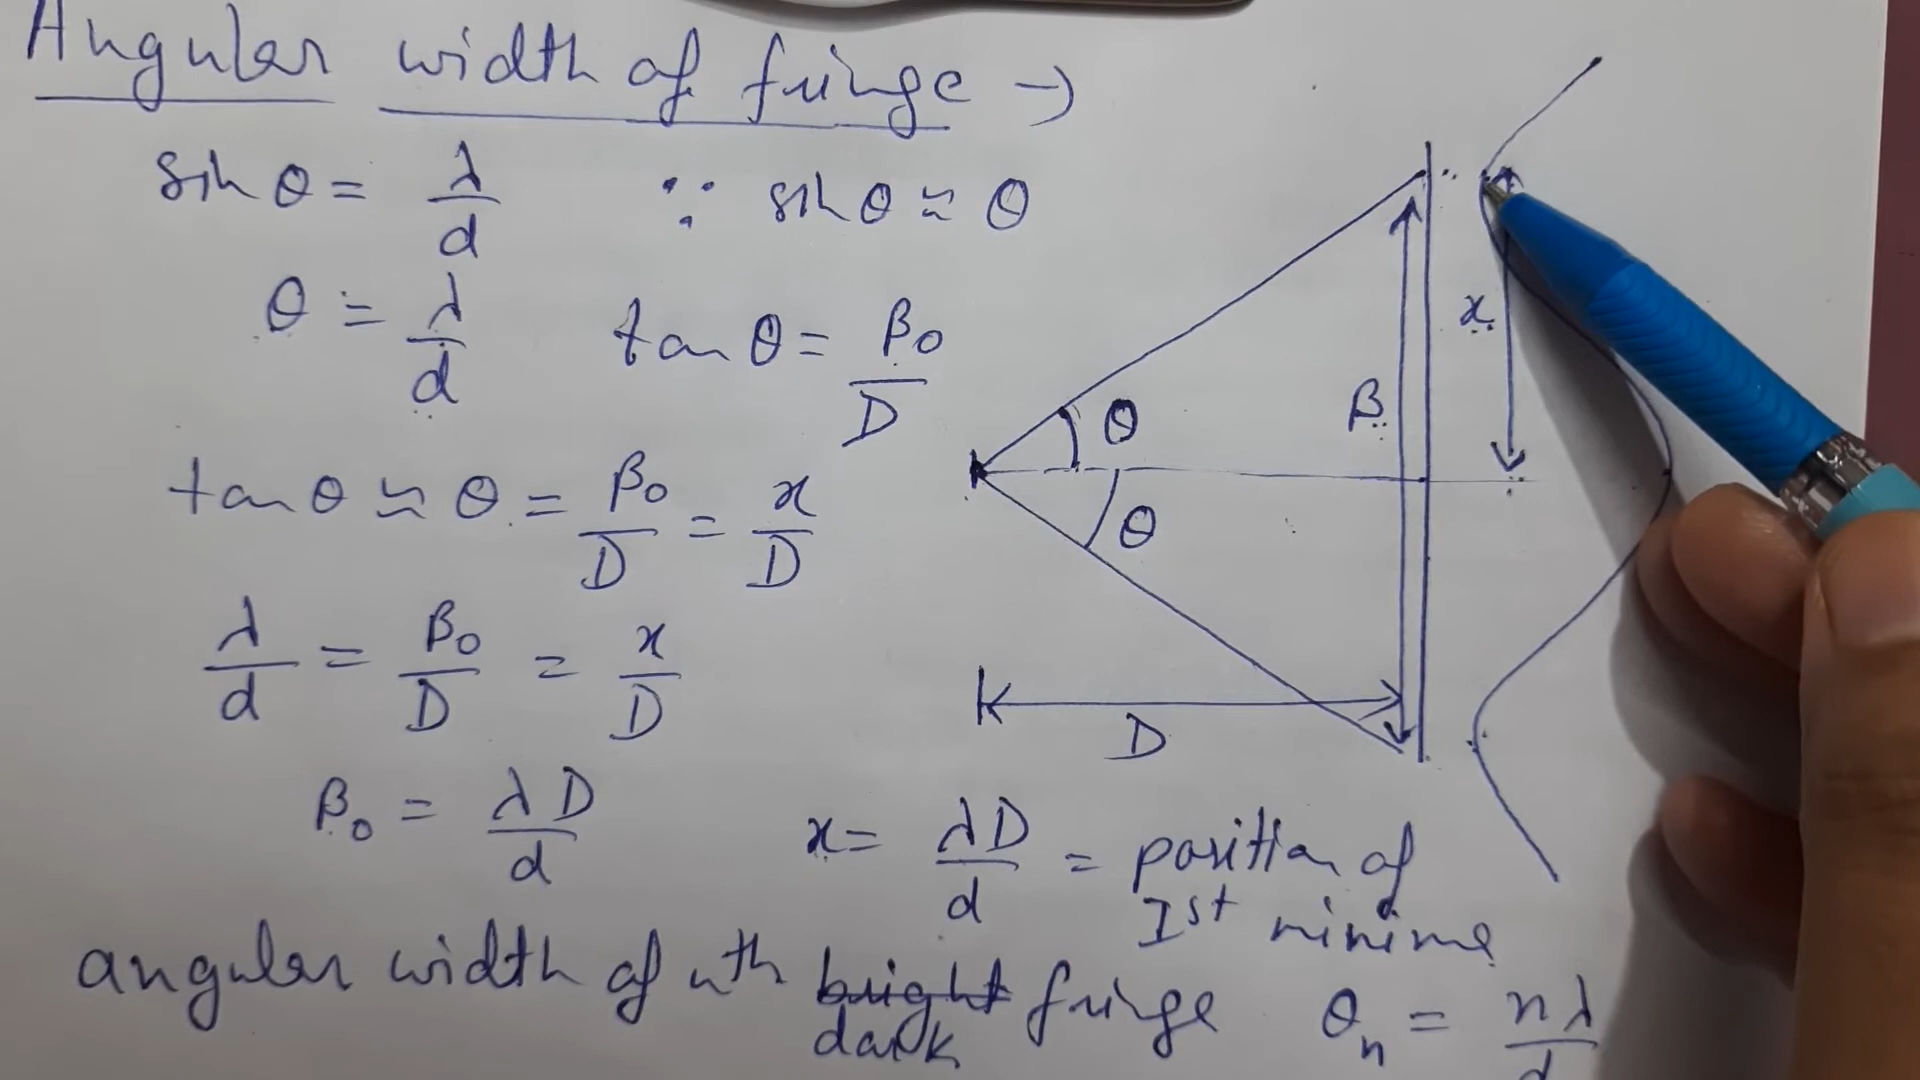 Angular width of fringe →
sin θ = λ/d ∵ sin θ ≈ θ
θ = λ/d tan θ = β₀/D
tan θ ≈ θ = β₀/D = x/D
λ/d = β₀/D = x/D
β₀ = λD/d x = λD/d = position of
Ist minima
angular width of nth bright fringe θₙ = nλ/d
dark
θ
θ
β
x
D